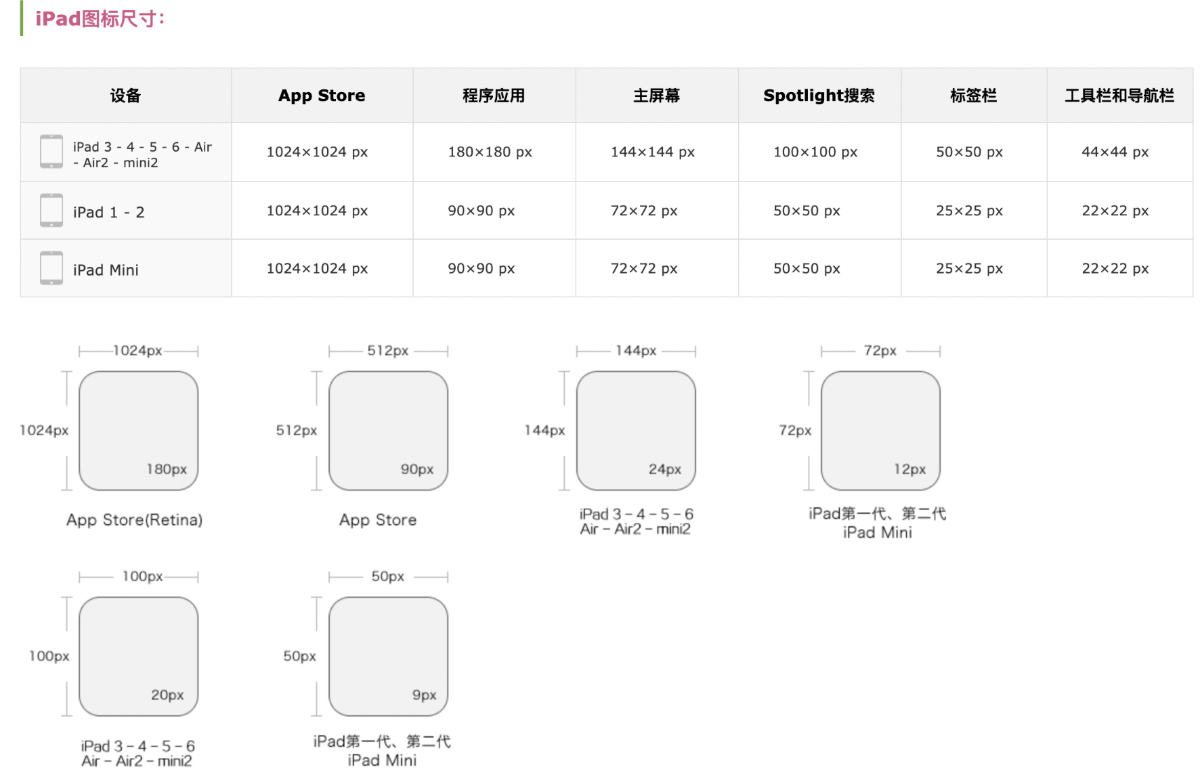 iPad图标尺寸:
设备 App Store 程序应用 主屏幕 Spotlight搜索 标签栏 工具栏和导航栏
iPad 3 - 4 - 5 - 6 - Air
- Air2 - mini2
1024×1024 px 180×180 px 144×144 px 100×100 px 50×50 px 44×44 px
iPad 1 - 2 1024×1024 px 90×90 px 72×72 px 50×50 px 25×25 px 22×22 px
iPad Mini 1024×1024 px 90×90 px 72×72 px 50×50 px 25×25 px 22×22 px
1024px 512px 144px 72px
1024px 512px 144px 72px
180px 90px 24px 12px
App Store(Retina) App Store
iPad 3 – 4 – 5 – 6
Air – Air2 – mini2
iPad第一代、第二代
iPad Mini
100px 50px
100px 50px
20px 9px
iPad 3 – 4 – 5 – 6
Air – Air2 – mini2
iPad第一代、第二代
iPad Mini